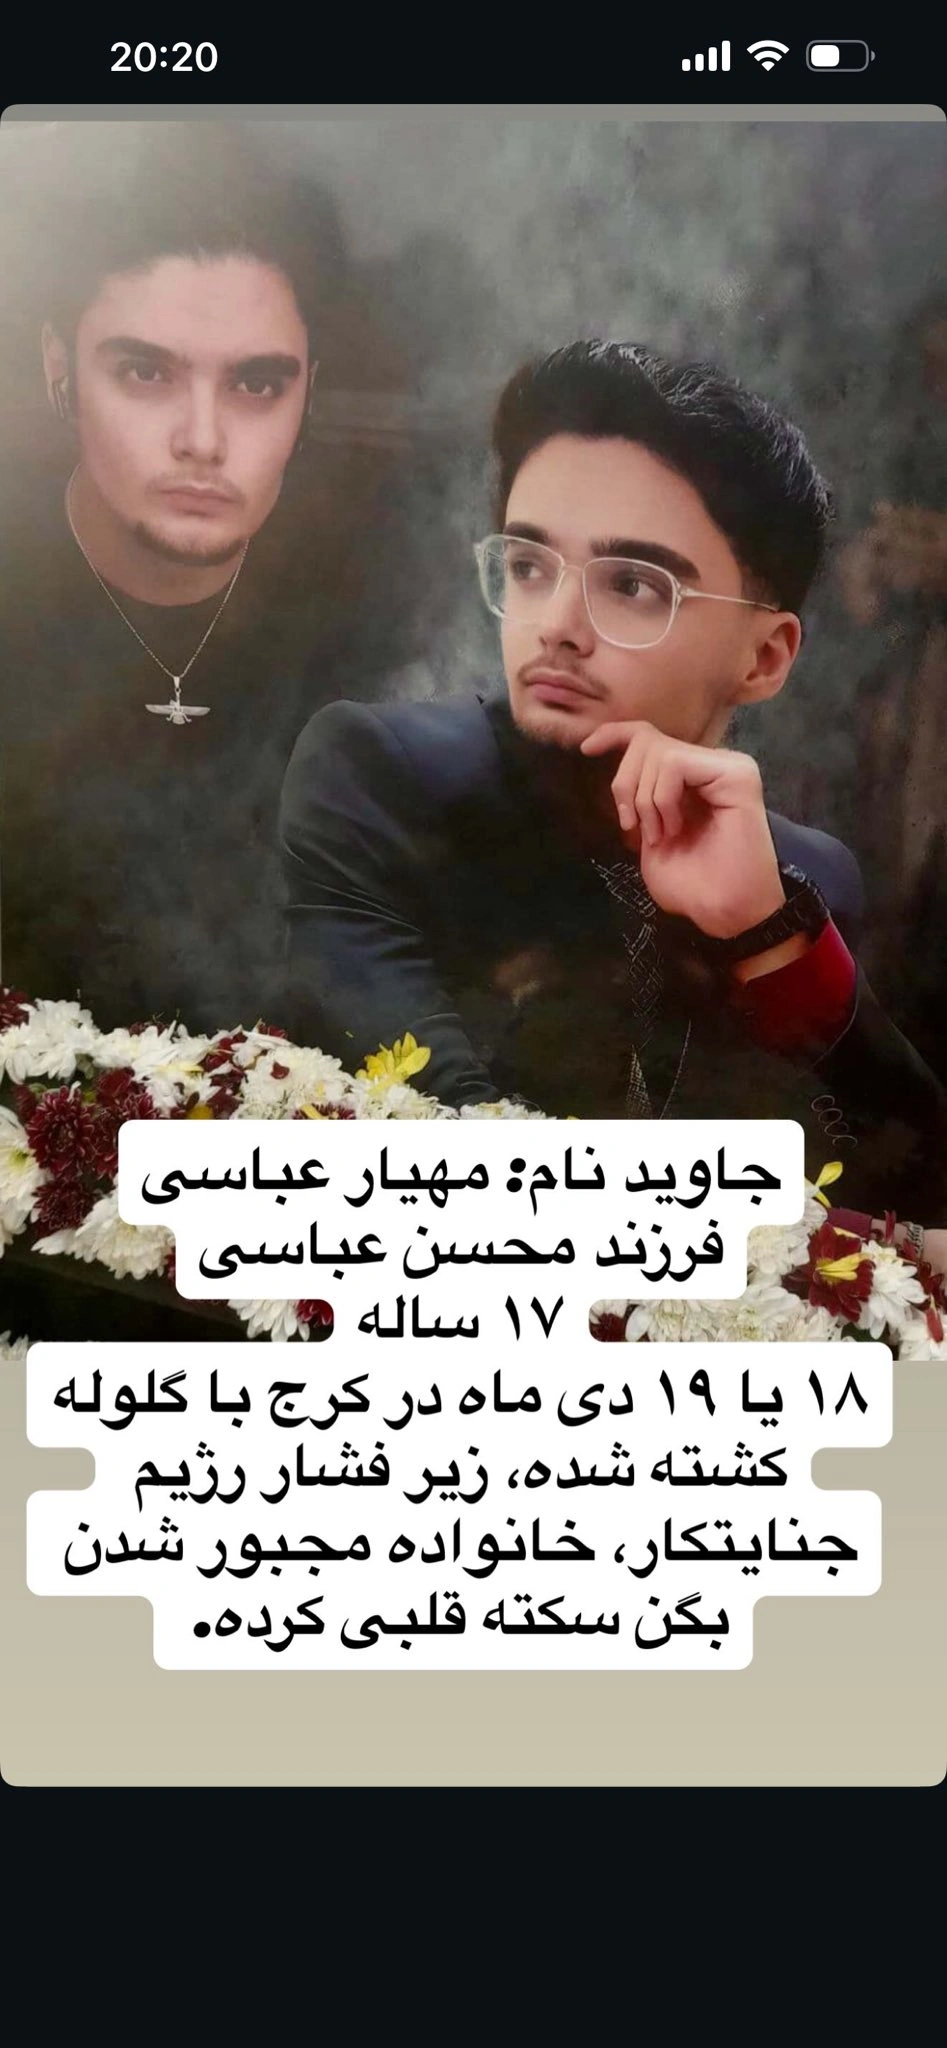 20:20
جاوید نام: مهیار عباسی
فرزند محسن عباسی
۱۷ ساله
۱۸ یا ۱۹ دی ماه در کرج با گلوله
کشته شده، زیر فشار رژیم
جنایتکار، خانواده مجبور شدن
بگن سکته قلبی کرده.